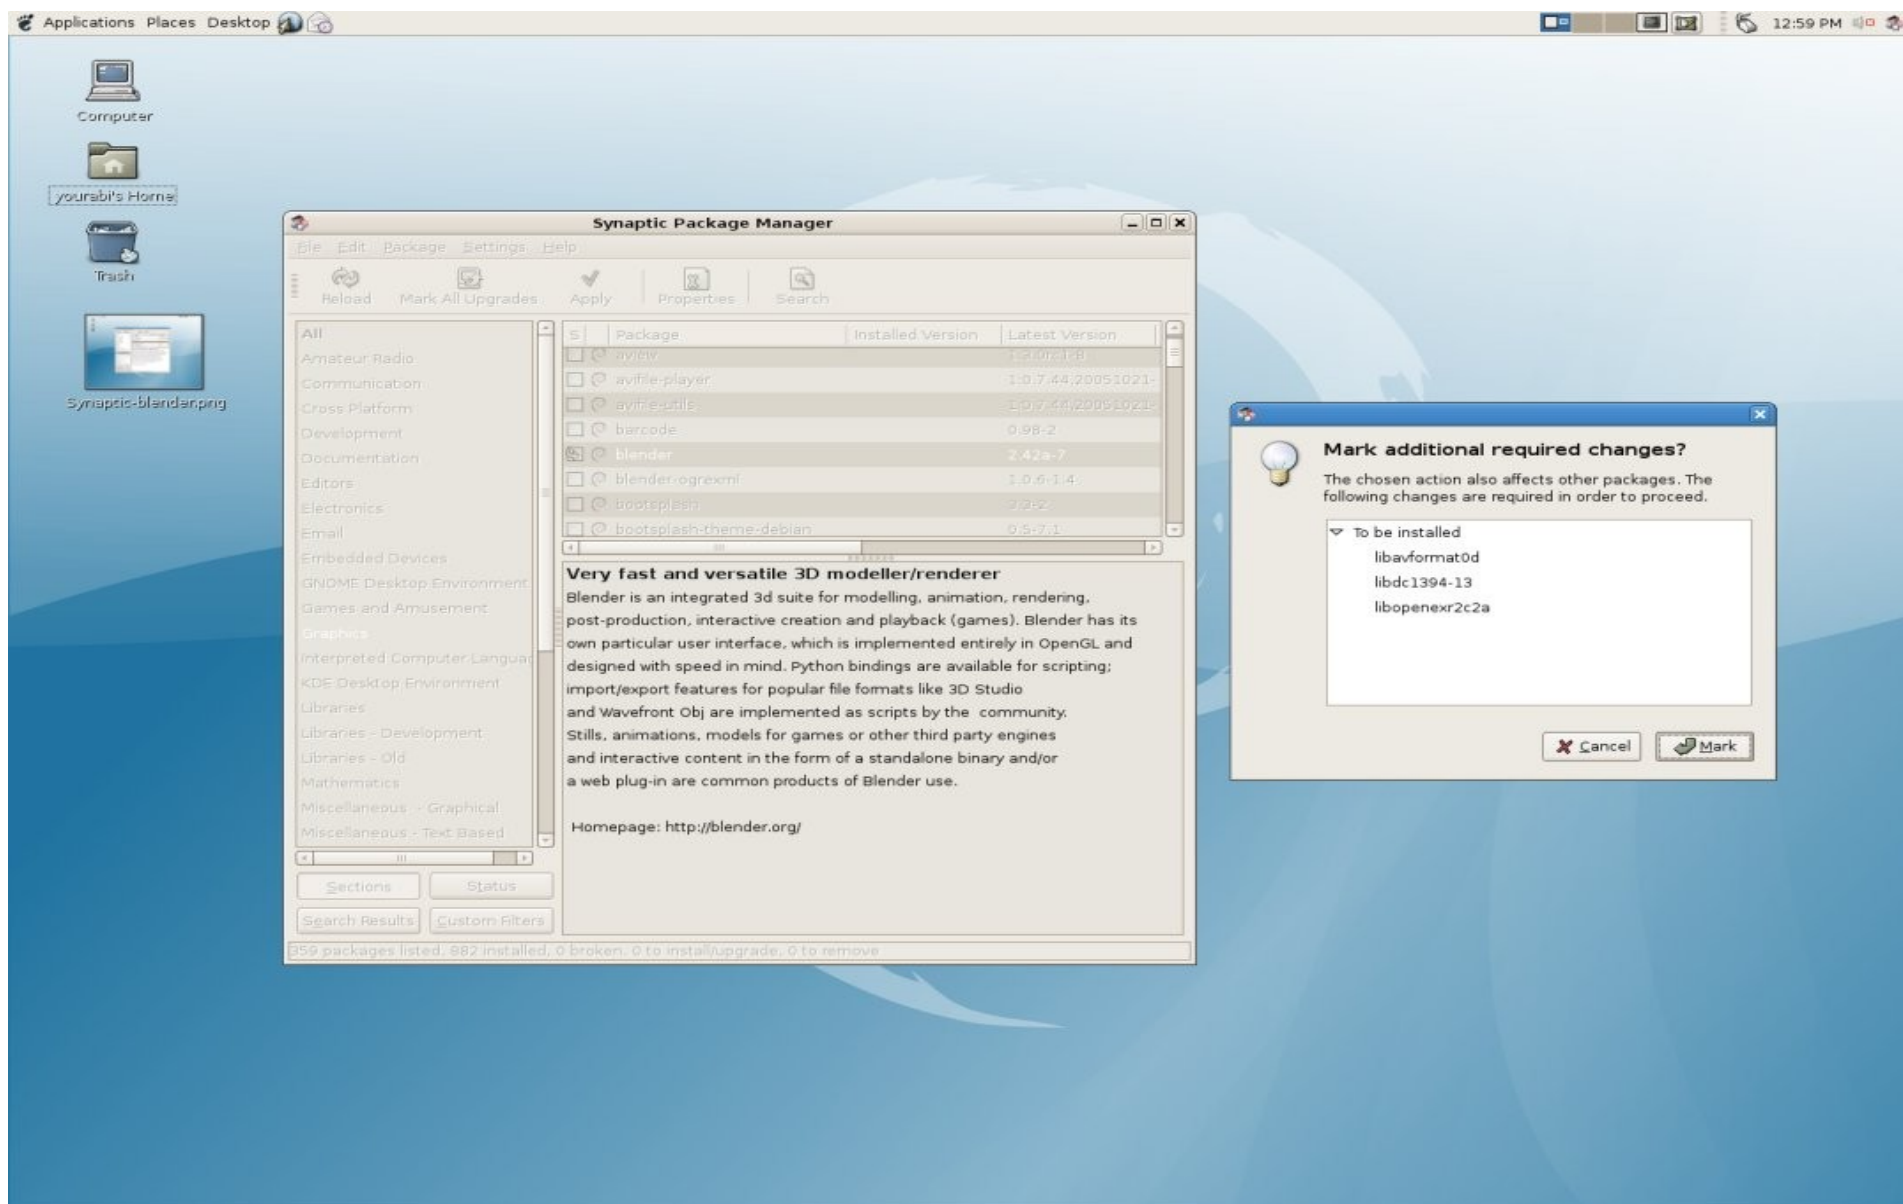 Applications Places Desktop 12:59 PM
Computer
yourabi's Home
Trash
Synaptic-blender.png
Synaptic Package Manager
File Edit Package Settings Help
Reload Mark All Upgrades Apply Properties Search
All
Amateur Radio
Communication
Cross Platform
Development
Documentation
Editors
Electronics
Email
Embedded Devices
GNOME Desktop Environment
Games and Amusement
Graphics
Interpreted Computer Languag
KDE Desktop Environment
Libraries
Libraries - Development
Libraries - Old
Mathematics
Miscellaneous - Graphical
Miscellaneous - Text Based
Sections Status
Search Results Custom Filters
S Package Installed Version Latest Version
aview
avifile-player 1:0.7.44.20051021-
avifile-utils 1:0.7.44.20051021-
barcode 0.98-2
blender 2.42a-7
blender-ogrexml 1.0.6-1.4
bootsplash 3.3-2
bootsplash-theme-debian 0.5-7.1
Very fast and versatile 3D modeller/renderer
Blender is an integrated 3d suite for modelling, animation, rendering,
post-production, interactive creation and playback (games). Blender has its
own particular user interface, which is implemented entirely in OpenGL and
designed with speed in mind. Python bindings are available for scripting;
import/export features for popular file formats like 3D Studio
and Wavefront Obj are implemented as scripts by the community.
Stills, animations, models for games or other third party engines
and interactive content in the form of a standalone binary and/or
a web plug-in are common products of Blender use.
Homepage: http://blender.org/
959 packages listed, 882 installed, 0 broken. 0 to install/upgrade, 0 to remove
Mark additional required changes?
The chosen action also affects other packages. The
following changes are required in order to proceed.
To be installed
libavformat0d
libdc1394-13
libopenexr2c2a
Cancel Mark